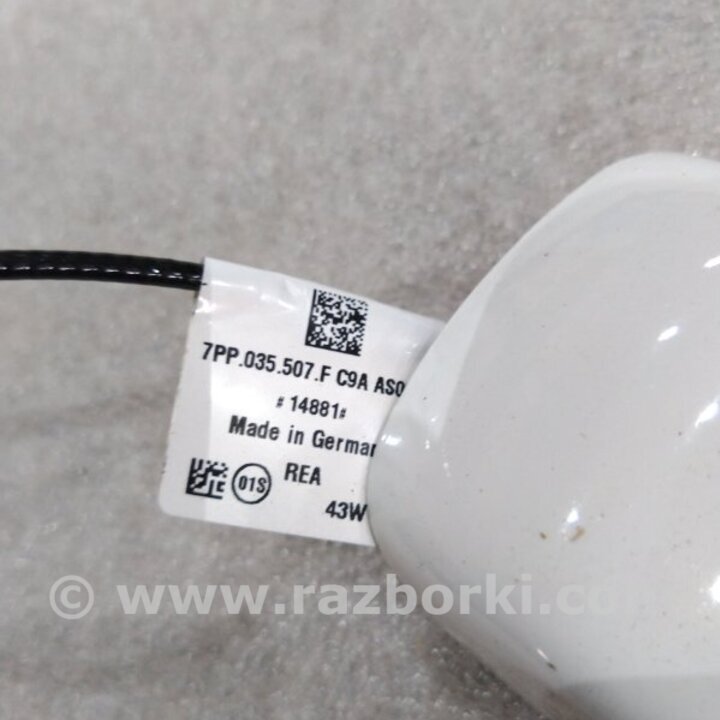 7PP.035.507.F C9A AS0
# 14881#
Made in German
01S REA
43W
© www.razborki.co